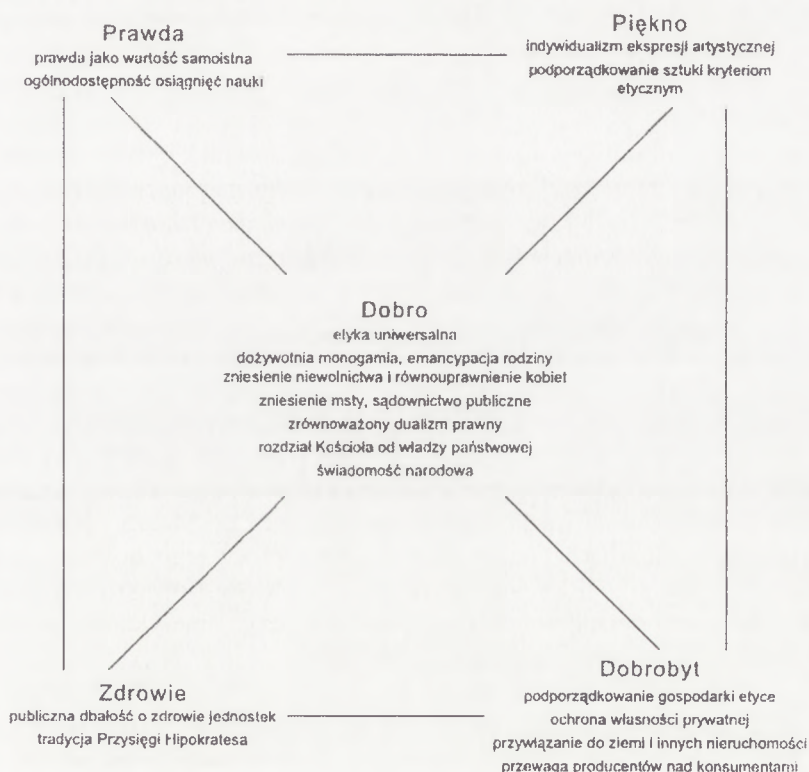 Prawda
prawda jako wartość samoistna
ogólnodostępność osiągnięć nauki
Piękno
indywidualizm ekspresji artystycznej
podporządkowanie sztuki kryteriom
etycznym
Dobro
etyka uniwersalna
dożywotnia monogamia, emancypacja rodziny
zniesienie niewolnictwa i równouprawnienie kobiet
zniesienie msty, sądownictwo publiczne
zrównoważony dualizm prawny
rozdział Kościoła od władzy państwowej
świadomość narodowa
Zdrowie
publiczna dbałość o zdrowie jednostek
tradycja Przysięgi Hipokratesa
Dobrobyt
podporządkowanie gospodarki etyce
ochrona własności prywatnej
przywiązanie do ziemi i innych nieruchomości
przewaga producentów nad konsumentami